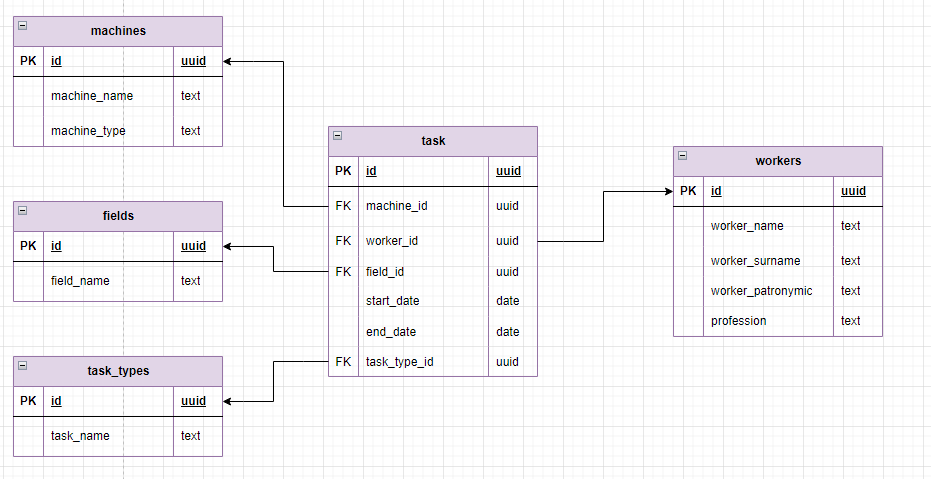 machines
PK id uuid
machine_name text
machine_type text
fields
PK id uuid
field_name text
task_types
PK id uuid
task_name text
task
PK id uuid
FK machine_id uuid
FK worker_id uuid
FK field_id uuid
start_date date
end_date date
FK task_type_id uuid
workers
PK id uuid
worker_name text
worker_surname text
worker_patronymic text
profession text